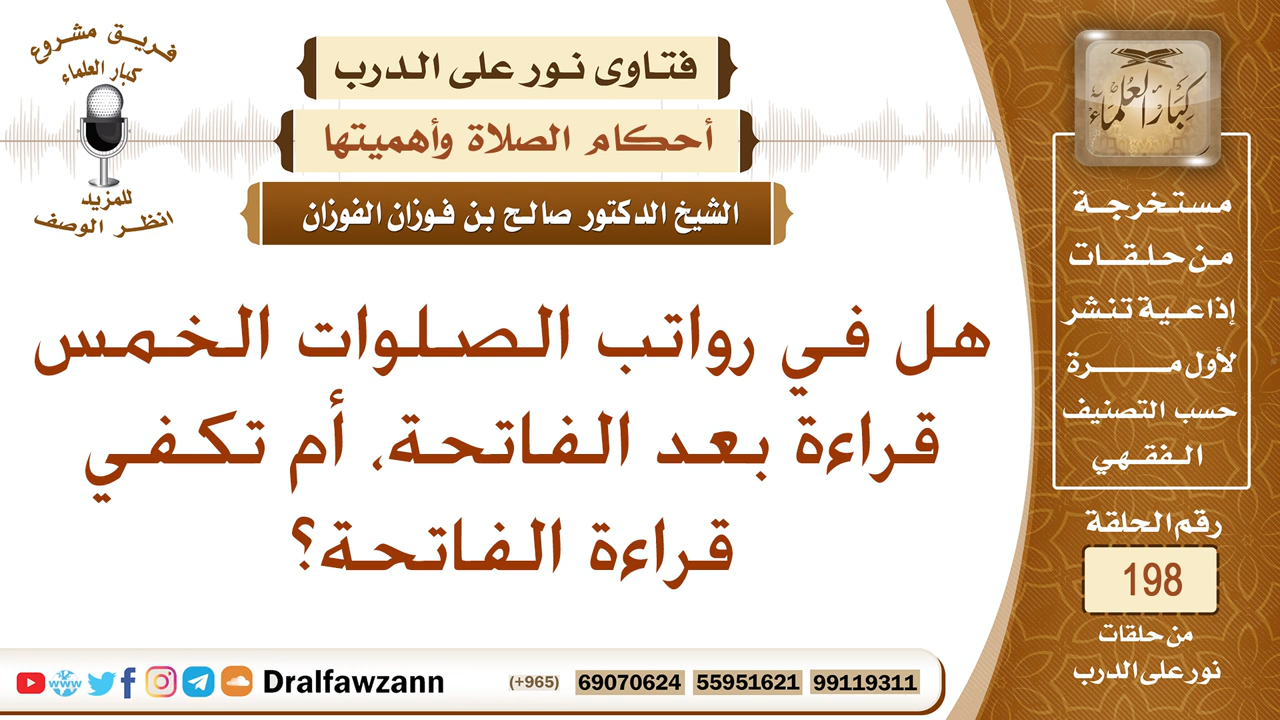 فريق مشروع
كبار العلماء
للمزيد
انظر الوصف
فتاوى نور على الدرب
أحكام الصلاة وأهميتها
الشيخ الدكتور صالح بن فوزان الفوزان
هل في رواتب الصلوات الخمس
قراءة بعد الفاتحة، أم تكفي
قراءة الفاتحة؟
كبار العلماء
مستخرجة
من حلقات
إذاعية تنشر
لأول مرة
حسب التصنيف
الفقهي
رقم الحلقة
198
من حلقات
نور على الدرب
www Dralfawzann (+965) 69070624 55951621 99119311